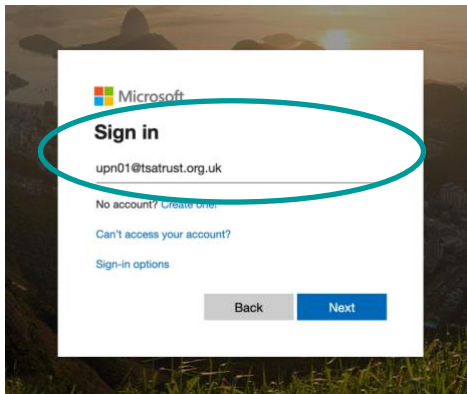 Microsoft
Sign in
upn01@tsatrust.org.uk
No account? Create one!
Can't access your account?
Sign-in options
Back Next